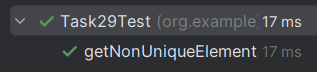 Task29Test (org.example) 17 ms
getNonUniqueElement 17 ms